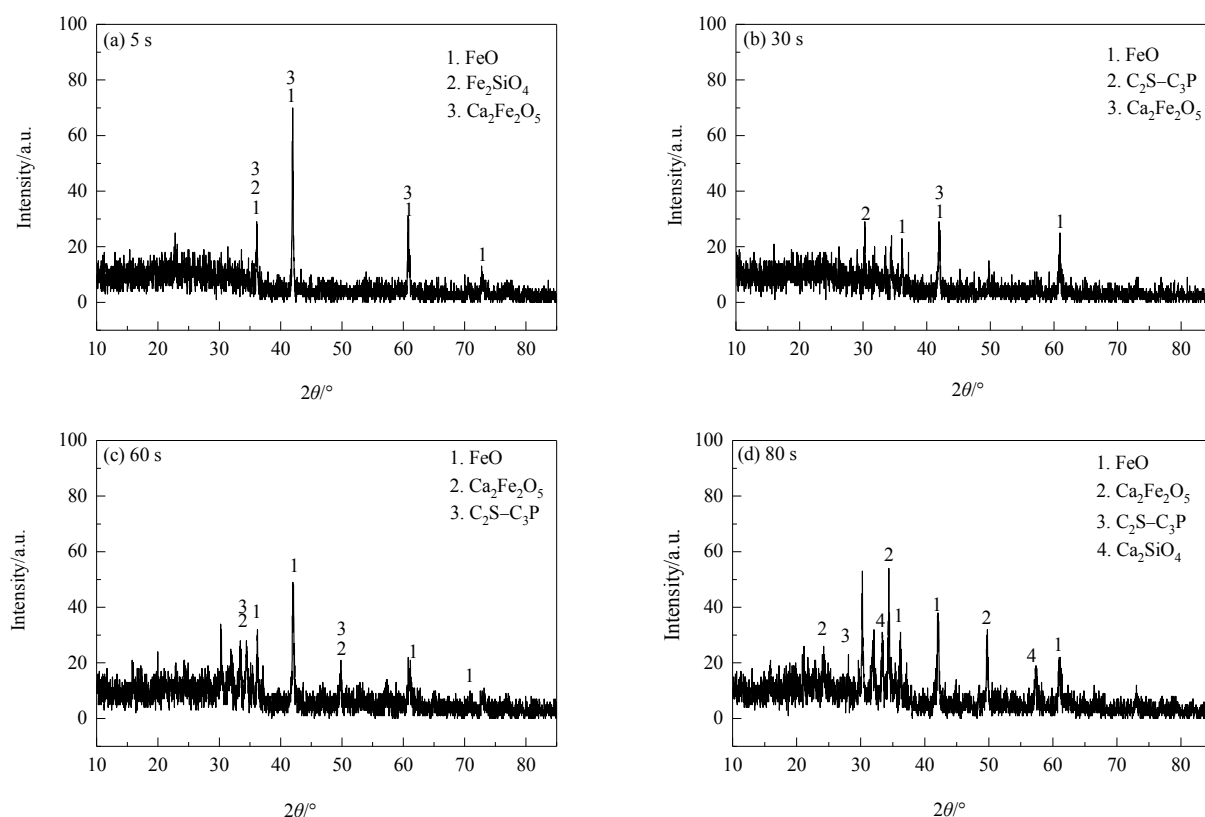 (a) 5 s
1. FeO
2. Fe₂SiO₄
3. Ca₂Fe₂O₅
Intensity/a.u.
100
80
60
40
20
0
3
1
3
2
1
3
1
1
10 20 30 40 50 60 70 80
2θ/°
(b) 30 s
1. FeO
2. C₂S–C₃P
3. Ca₂Fe₂O₅
Intensity/a.u.
100
80
60
40
20
0
2
1
3
1
1
10 20 30 40 50 60 70 80
2θ/°
(c) 60 s
1. FeO
2. Ca₂Fe₂O₅
3. C₂S–C₃P
Intensity/a.u.
100
80
60
40
20
0
3
2
1
1
3
2
1
1
10 20 30 40 50 60 70 80
2θ/°
(d) 80 s
1. FeO
2. Ca₂Fe₂O₅
3. C₂S–C₃P
4. Ca₂SiO₄
Intensity/a.u.
100
80
60
40
20
0
2
3
4
2
1
1
2
4
1
10 20 30 40 50 60 70 80
2θ/°